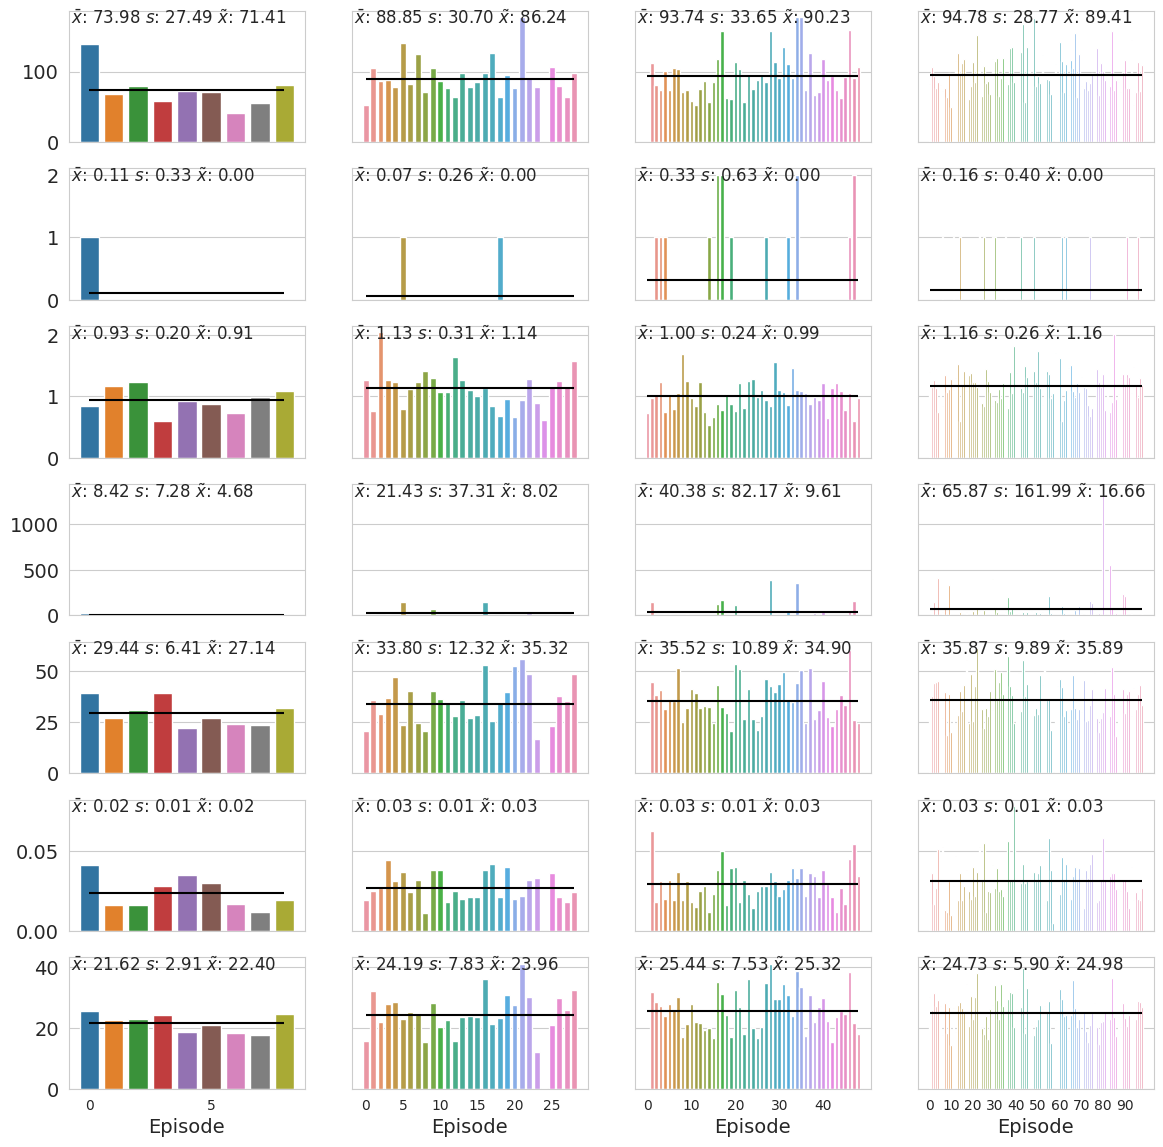 x̄: 73.98 s: 27.49 x̃: 71.41
x̄: 88.85 s: 30.70 x̃: 86.24
x̄: 93.74 s: 33.65 x̃: 90.23
x̄: 94.78 s: 28.77 x̃: 89.41
100
0
x̄: 0.11 s: 0.33 x̃: 0.00
x̄: 0.07 s: 0.26 x̃: 0.00
x̄: 0.33 s: 0.63 x̃: 0.00
x̄: 0.16 s: 0.40 x̃: 0.00
2
1
0
x̄: 0.93 s: 0.20 x̃: 0.91
x̄: 1.13 s: 0.31 x̃: 1.14
x̄: 1.00 s: 0.24 x̃: 0.99
x̄: 1.16 s: 0.26 x̃: 1.16
2
1
0
x̄: 8.42 s: 7.28 x̃: 4.68
x̄: 21.43 s: 37.31 x̃: 8.02
x̄: 40.38 s: 82.17 x̃: 9.61
x̄: 65.87 s: 161.99 x̃: 16.66
1000
500
0
x̄: 29.44 s: 6.41 x̃: 27.14
x̄: 33.80 s: 12.32 x̃: 35.32
x̄: 35.52 s: 10.89 x̃: 34.90
x̄: 35.87 s: 9.89 x̃: 35.89
50
25
0
x̄: 0.02 s: 0.01 x̃: 0.02
x̄: 0.03 s: 0.01 x̃: 0.03
x̄: 0.03 s: 0.01 x̃: 0.03
x̄: 0.03 s: 0.01 x̃: 0.03
0.05
0.00
x̄: 21.62 s: 2.91 x̃: 22.40
x̄: 24.19 s: 7.83 x̃: 23.96
x̄: 25.44 s: 7.53 x̃: 25.32
x̄: 24.73 s: 5.90 x̃: 24.98
40
20
0
0 5
0 5 10 15 20 25
0 10 20 30 40
0 10 20 30 40 50 60 70 80 90
Episode
Episode
Episode
Episode